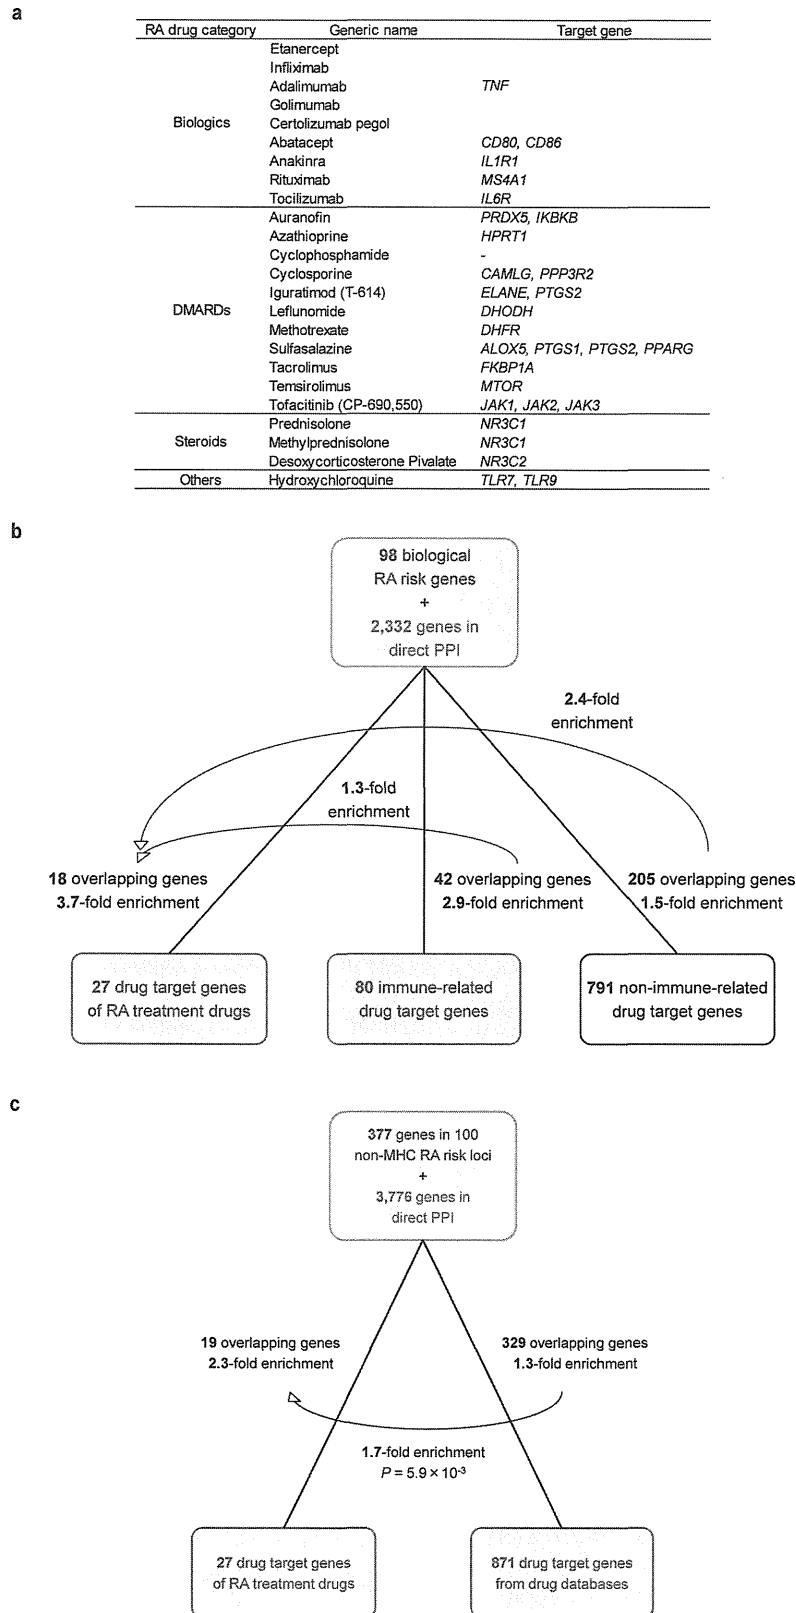 a
RA drug category Generic name Target gene
Etanercept
Infliximab
Adalimumab TNF
Golimumab
Biologics Certolizumab pegol
Abatacept CD80, CD86
Anakinra IL1R1
Rituximab MS4A1
Tocilizumab IL6R
Auranofin PRDX5, IKBKB
Azathioprine HPRT1
Cyclophosphamide -
Cyclosporine CAMLG, PPP3R2
Iguratimod (T-614) ELANE, PTGS2
DMARDs Leflunomide DHODH
Methotrexate DHFR
Sulfasalazine ALOX5, PTGS1, PTGS2, PPARG
Tacrolimus FKBP1A
Temsirolimus MTOR
Tofacitinib (CP-690,550) JAK1, JAK2, JAK3
Prednisolone NR3C1
Steroids Methylprednisolone NR3C1
Desoxycorticosterone Pivalate NR3C2
Others Hydroxychloroquine TLR7, TLR9
b
98 biological
RA risk genes
+
2,332 genes in
direct PPI
2.4-fold
enrichment
1.3-fold
enrichment
18 overlapping genes 42 overlapping genes 205 overlapping genes
3.7-fold enrichment 2.9-fold enrichment 1.5-fold enrichment
27 drug target genes 80 immune-related 791 non-immune-related
of RA treatment drugs drug target genes drug target genes
c
377 genes in 100
non-MHC RA risk loci
+
3,776 genes in
direct PPI
19 overlapping genes 329 overlapping genes
2.3-fold enrichment 1.3-fold enrichment
1.7-fold enrichment
P = 5.9 × 10⁻³
27 drug target genes 871 drug target genes
of RA treatment drugs from drug databases